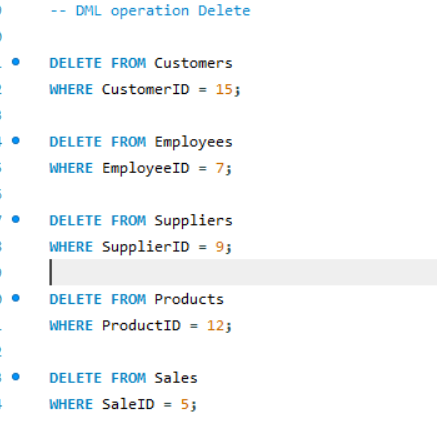 -- DML operation Delete
DELETE FROM Customers
WHERE CustomerID = 15;
DELETE FROM Employees
WHERE EmployeeID = 7;
DELETE FROM Suppliers
WHERE SupplierID = 9;
DELETE FROM Products
WHERE ProductID = 12;
DELETE FROM Sales
WHERE SaleID = 5;